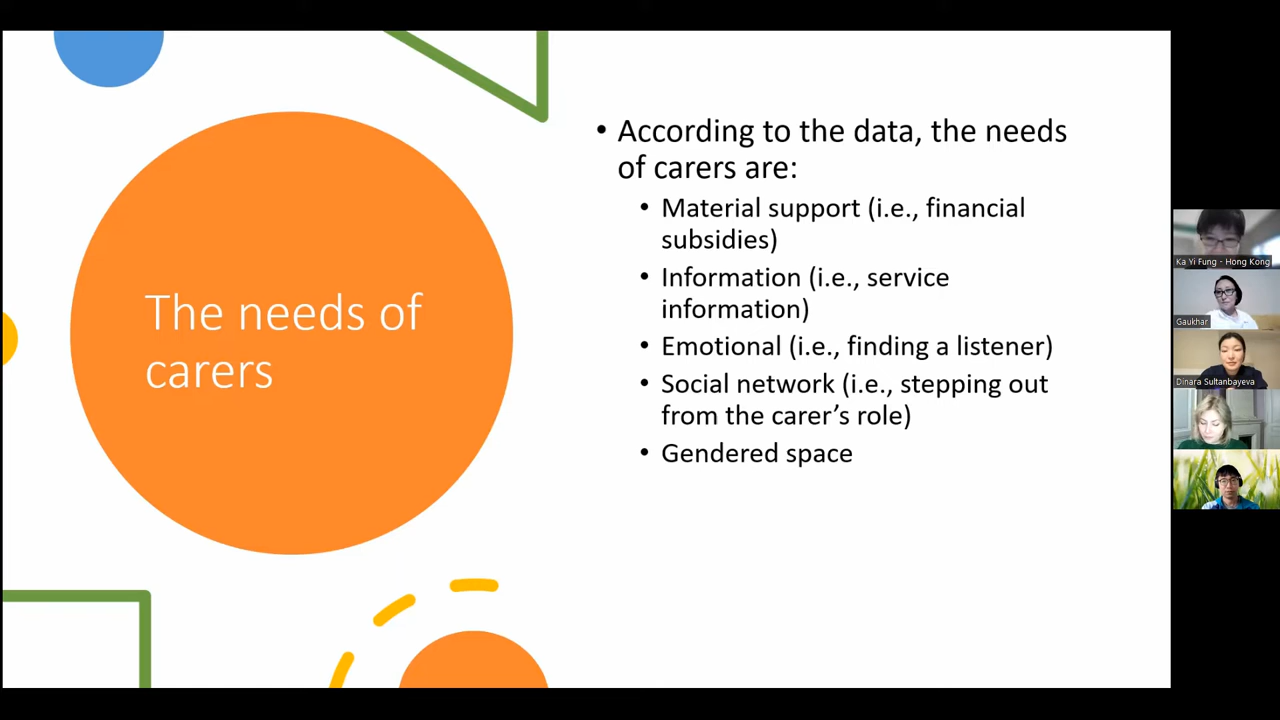 The needs of
carers
• According to the data, the needs
of carers are:
• Material support (i.e., financial
subsidies)
• Information (i.e., service
information)
• Emotional (i.e., finding a listener)
• Social network (i.e., stepping out
from the carer’s role)
• Gendered space
Ka Yi Fung - Hong Kong
Gaukhar
Dinara Sultanbayeva